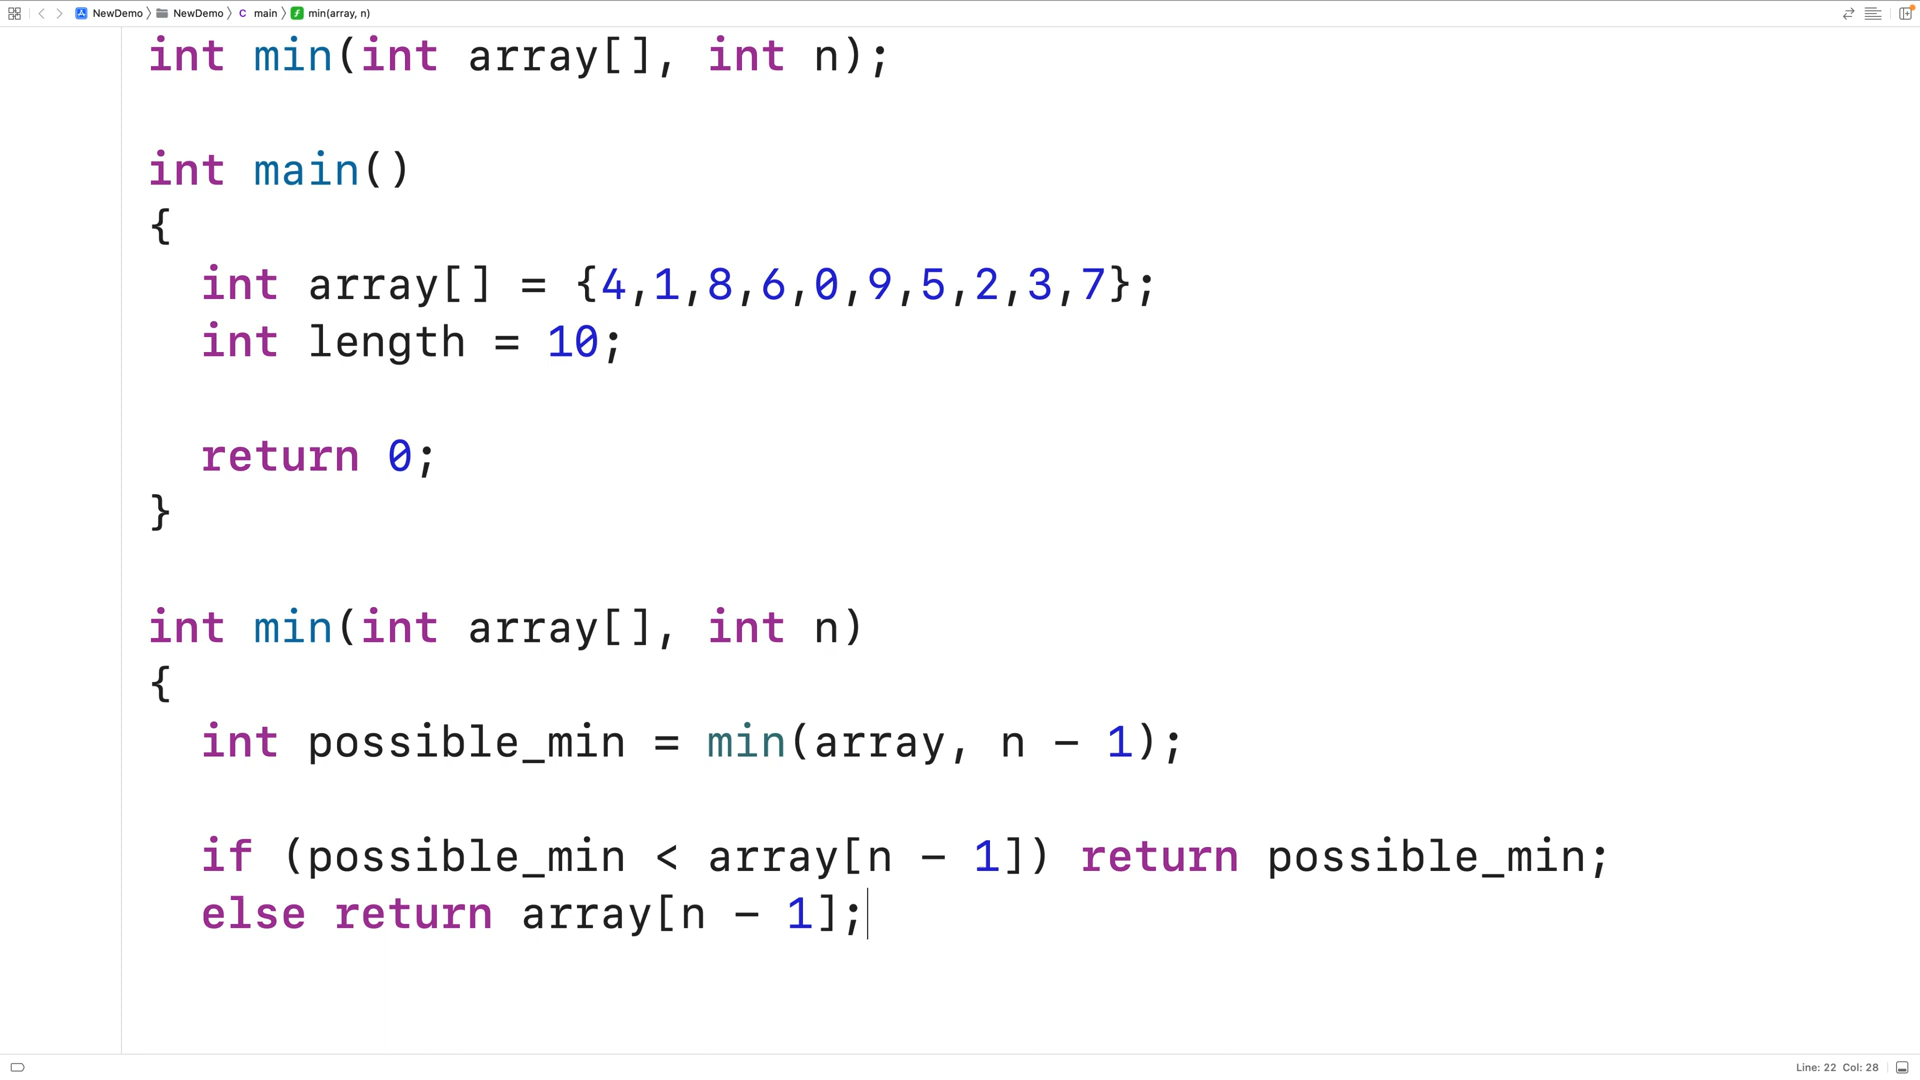 NewDemo NewDemo C main f min(array, n)
int min(int array[], int n);
int main()
{
int array[] = {4,1,8,6,0,9,5,2,3,7};
int length = 10;
return 0;
}
int min(int array[], int n)
{
int possible_min = min(array, n - 1);
if (possible_min < array[n - 1]) return possible_min;
else return array[n - 1];
Line: 22 Col: 28